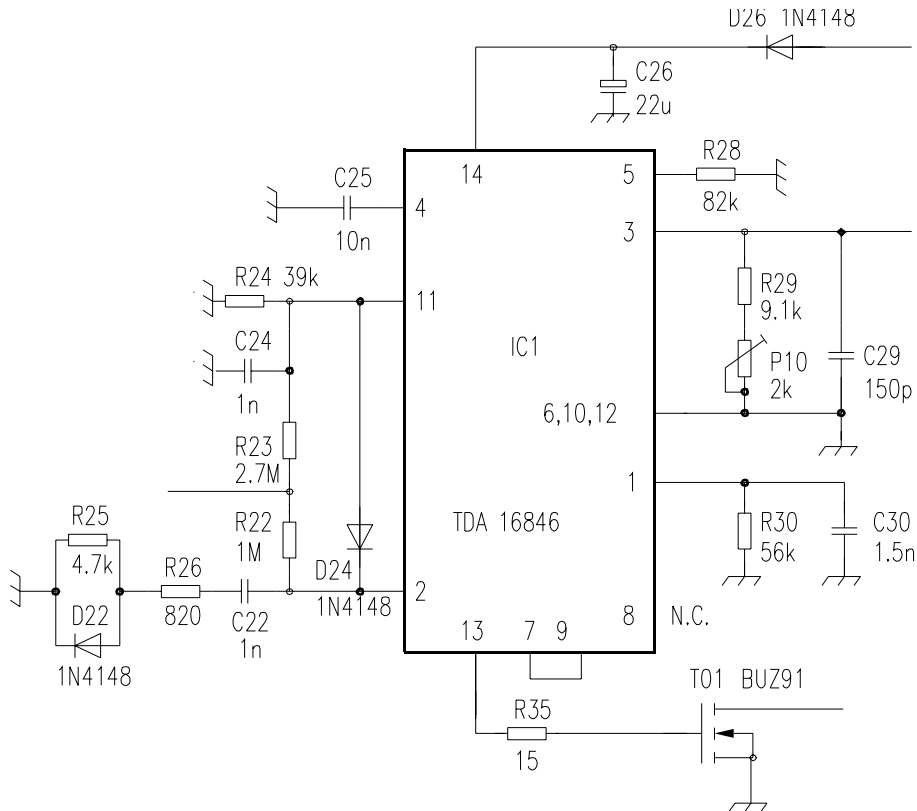 D26 1N4148
C26
22u
14
5
R28
82k
C25
10n
4
3
R24 39k
11
R29
9.1k
C24
1n
IC1
P10
2k
C29
150p
6,10,12
R23
2.7M
1
R25
4.7k
R22
1M
TDA 16846
R30
56k
C30
1.5n
R26
820
D24
1N4148
2
D22
1N4148
C22
1n
13
7
9
8
N.C.
T01 BUZ91
R35
15